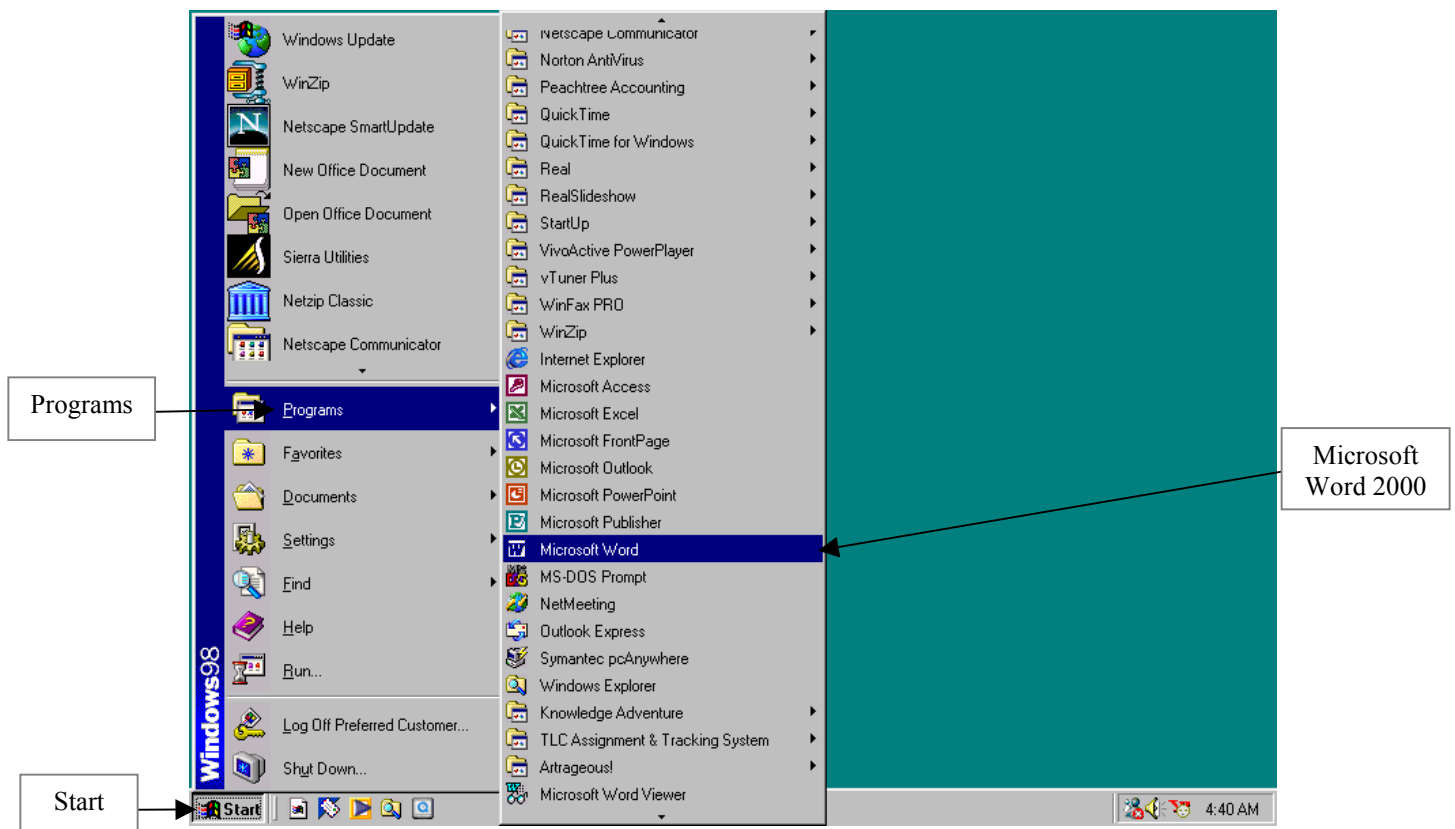 Windows Update
WinZip
Netscape SmartUpdate
New Office Document
Open Office Document
Sierra Utilities
Netzip Classic
Netscape Communicator
Programs
Programs
Favorites
Documents
Settings
Find
Help
Run...
Log Off Preferred Customer...
Shut Down...
Windows98
Start
Start
Netscape Communicator
Norton AntiVirus
Peachtree Accounting
QuickTime
QuickTime for Windows
Real
RealSlideshow
StartUp
VivoActive PowerPlayer
vTuner Plus
WinFax PRO
WinZip
Internet Explorer
Microsoft Access
Microsoft Excel
Microsoft FrontPage
Microsoft Outlook
Microsoft PowerPoint
Microsoft Publisher
Microsoft Word
MS-DOS Prompt
NetMeeting
Outlook Express
Symantec pcAnywhere
Windows Explorer
Knowledge Adventure
TLC Assignment & Tracking System
Artrageous!
Microsoft Word Viewer
Microsoft
Word 2000
4:40 AM